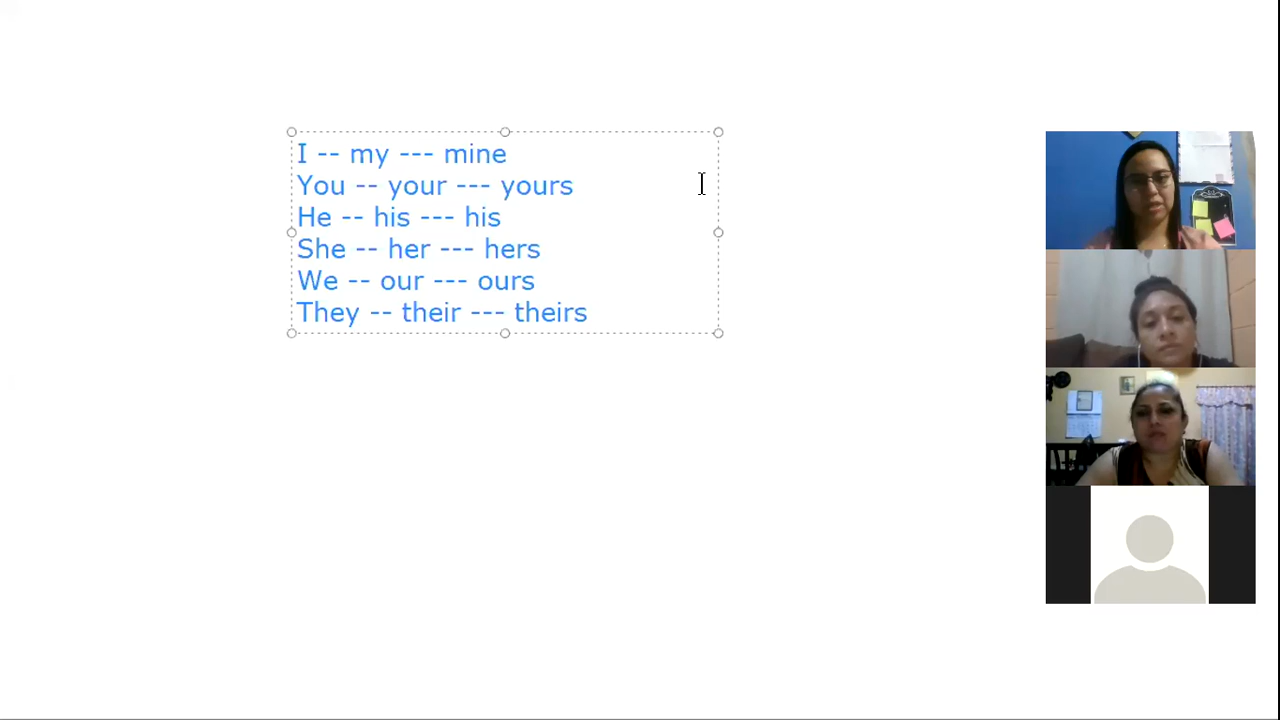 I -- my --- mine
You -- your --- yours
He -- his --- his
She -- her --- hers
We -- our --- ours
They -- their --- theirs